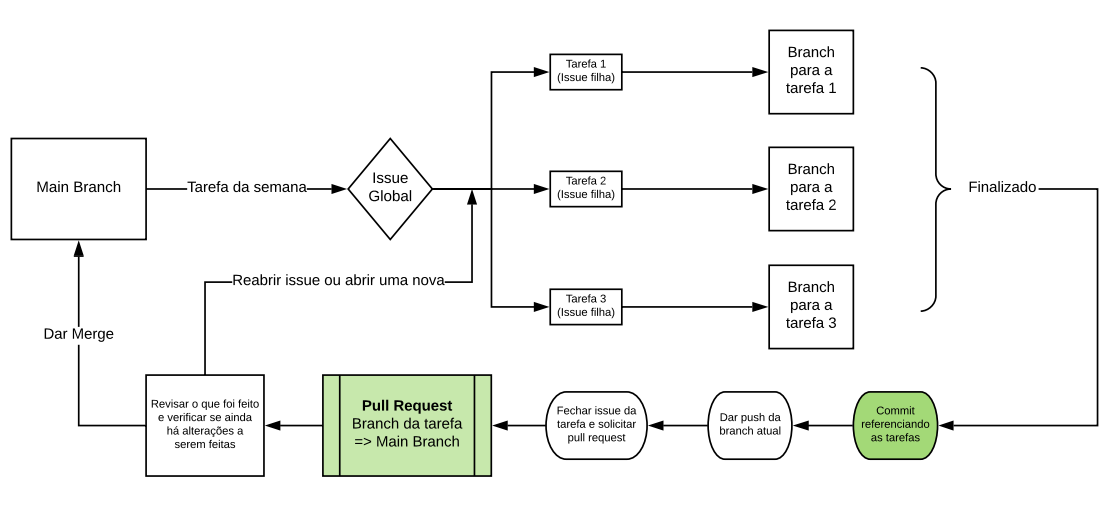 Main Branch
Tarefa da semana
Issue
Global
Tarefa 1
(Issue filha)
Branch
para a
tarefa 1
Tarefa 2
(Issue filha)
Branch
para a
tarefa 2
Tarefa 3
(Issue filha)
Branch
para a
tarefa 3
Finalizado
Commit
referenciando
as tarefas
Dar push da
branch atual
Fechar issue da
tarefa e solicitar
pull request
Pull Request
Branch da tarefa
=> Main Branch
Revisar o que foi feito
e verificar se ainda
há alterações a
serem feitas
Reabrir issue ou abrir uma nova
Dar Merge